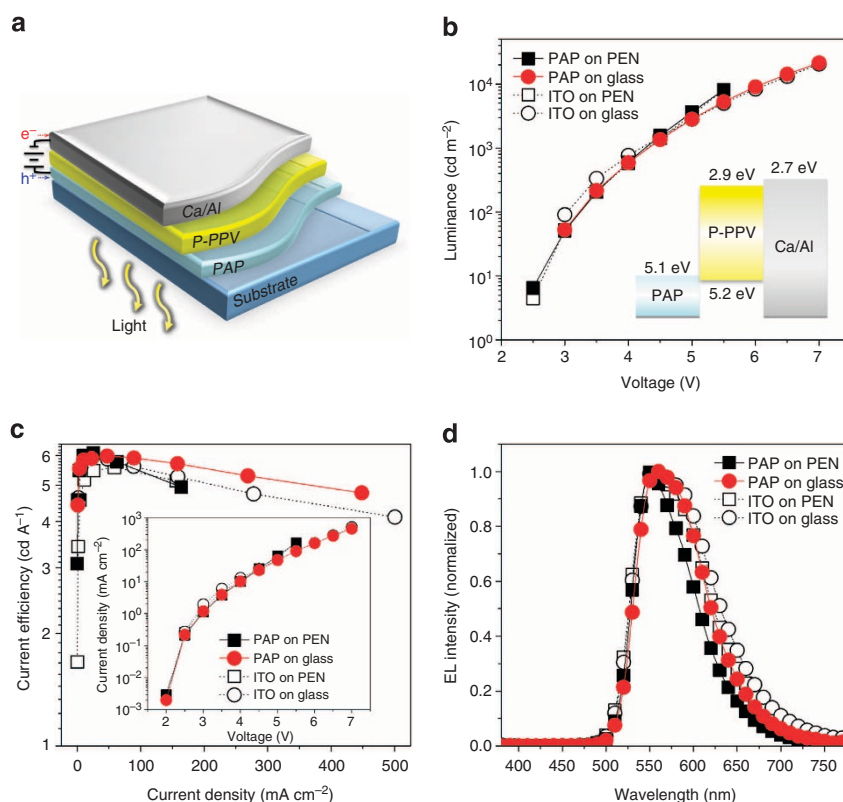 a
e⁻
h⁺
Ca/Al
P-PPV
PAP
Substrate
Light
b
PAP on PEN
PAP on glass
ITO on PEN
ITO on glass
Luminance (cd m⁻²)
10⁴
10³
10²
10¹
10⁰
2.9 eV
2.7 eV
P-PPV
Ca/Al
5.1 eV
PAP
5.2 eV
2 3 4 5 6 7
Voltage (V)
c
Current efficiency (cd A⁻¹)
6
5
4
3
2
1
Current density (mA cm⁻²)
10³
10²
10¹
10⁰
10⁻¹
10⁻²
10⁻³
PAP on PEN
PAP on glass
ITO on PEN
ITO on glass
2 3 4 5 6 7
Voltage (V)
0 100 200 300 400 500
Current density (mA cm⁻²)
d
EL intensity (normalized)
1.0
0.8
0.6
0.4
0.2
0.0
PAP on PEN
PAP on glass
ITO on PEN
ITO on glass
400 450 500 550 600 650 700 750
Wavelength (nm)